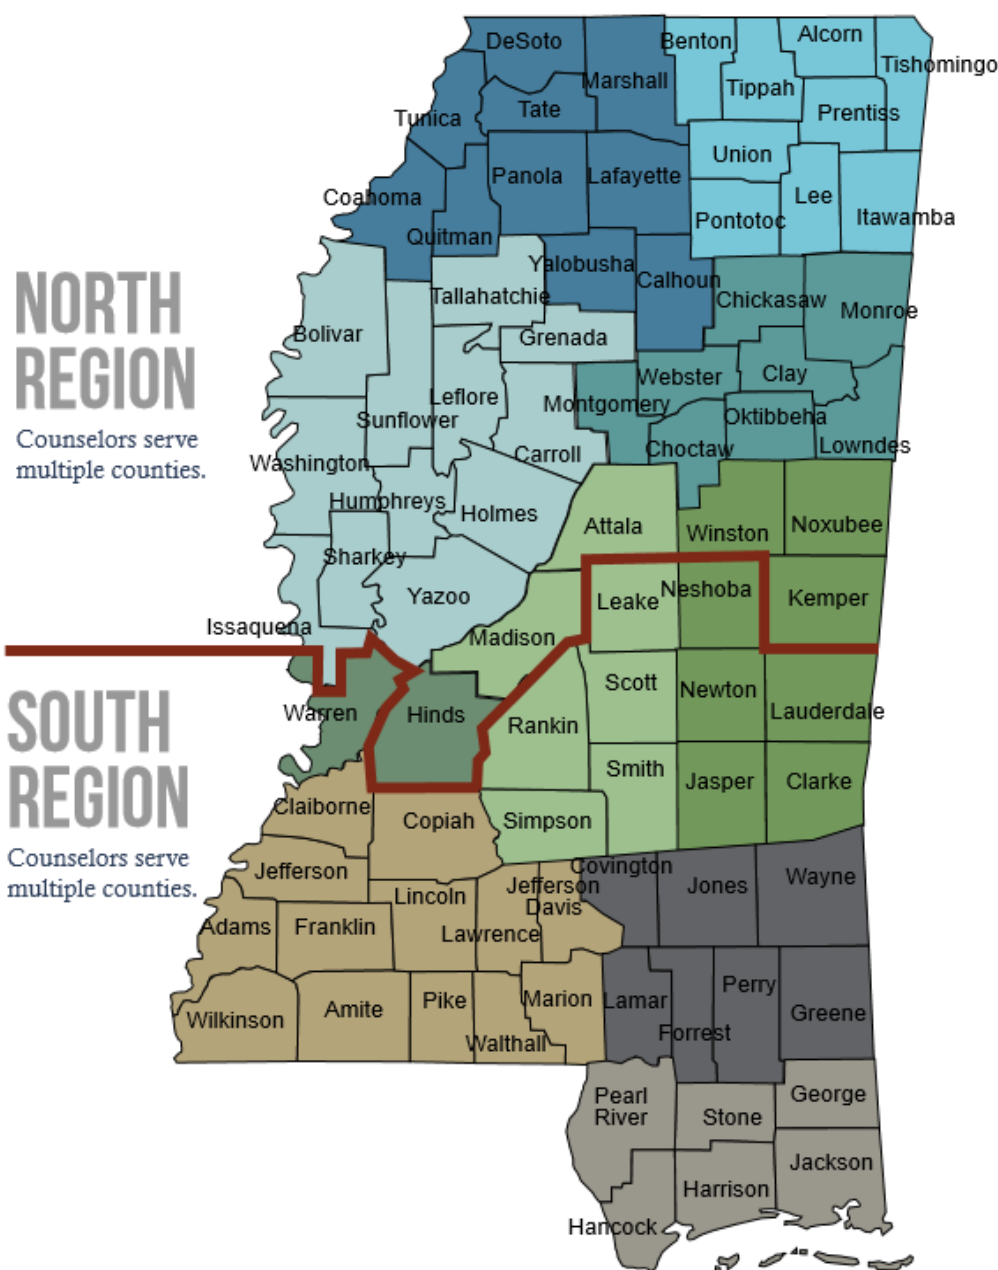 DeSoto
Marshall
Benton
Alcorn
Tishomingo
Tippah
Tate
Prentiss
Tunica
Union
Panola
Lafayette
Lee
Coahoma
Pontotoc
Itawamba
Quitman
Yalobusha
Calhoun
Tallahatchie
Chickasaw
Monroe
NORTH
REGION
Counselors serve
multiple counties.
Bolivar
Grenada
Webster
Clay
Leflore
Montgomery
Sunflower
Oktibbeha
Choctaw
Lowndes
Carroll
Washington
Humphreys
Holmes
Attala
Winston
Noxubee
Sharkey
Yazoo
Leake
Neshoba
Kemper
Issaquena
Madison
SOUTH
REGION
Counselors serve
multiple counties.
Warren
Hinds
Rankin
Scott
Newton
Lauderdale
Smith
Jasper
Clarke
Claiborne
Copiah
Simpson
Jefferson
Covington
Jones
Wayne
Lincoln
Jefferson
Davis
Adams
Franklin
Lawrence
Wilkinson
Amite
Pike
Walthall
Marion
Lamar
Forrest
Perry
Greene
Pearl
River
Stone
George
Jackson
Harrison
Hancock